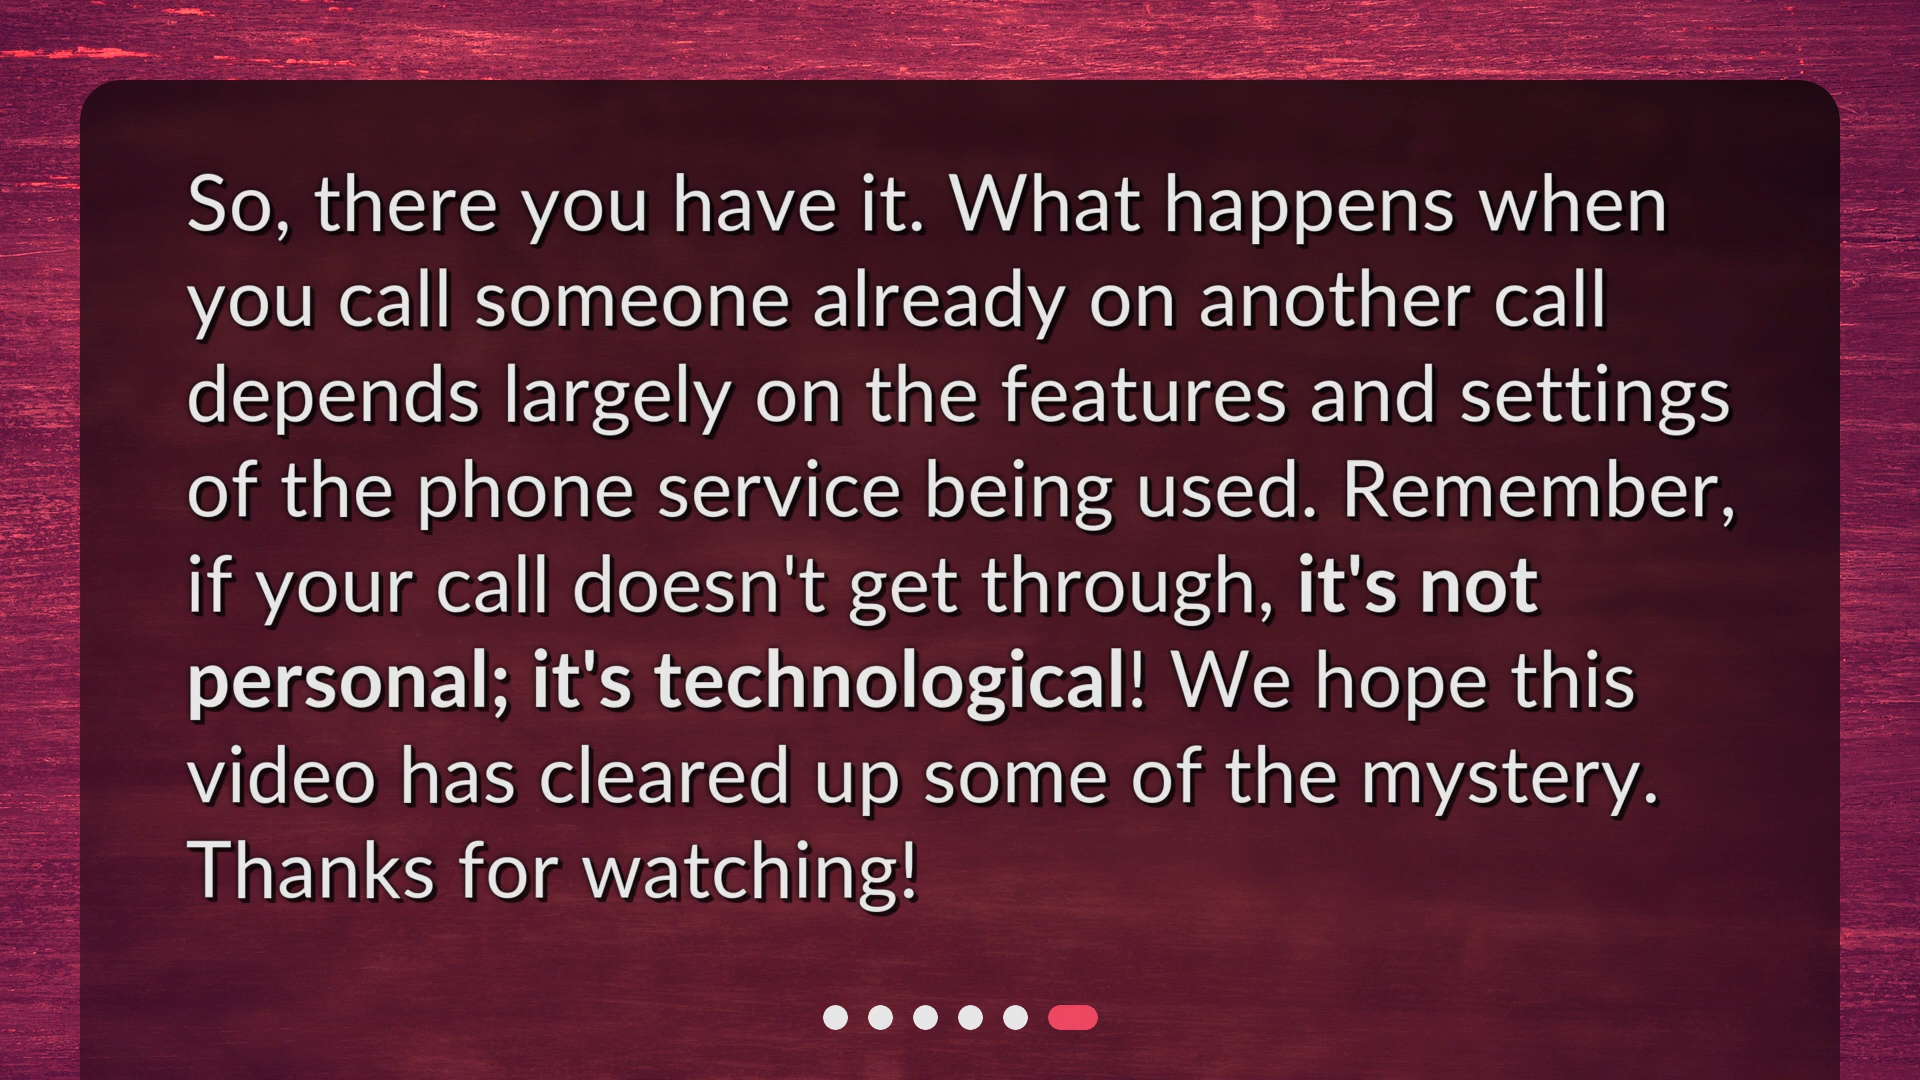 So, there you have it. What happens when
you call someone already on another call
depends largely on the features and settings
of the phone service being used. Remember,
if your call doesn't get through, it's not
personal; it's technological! We hope this
video has cleared up some of the mystery.
Thanks for watching!